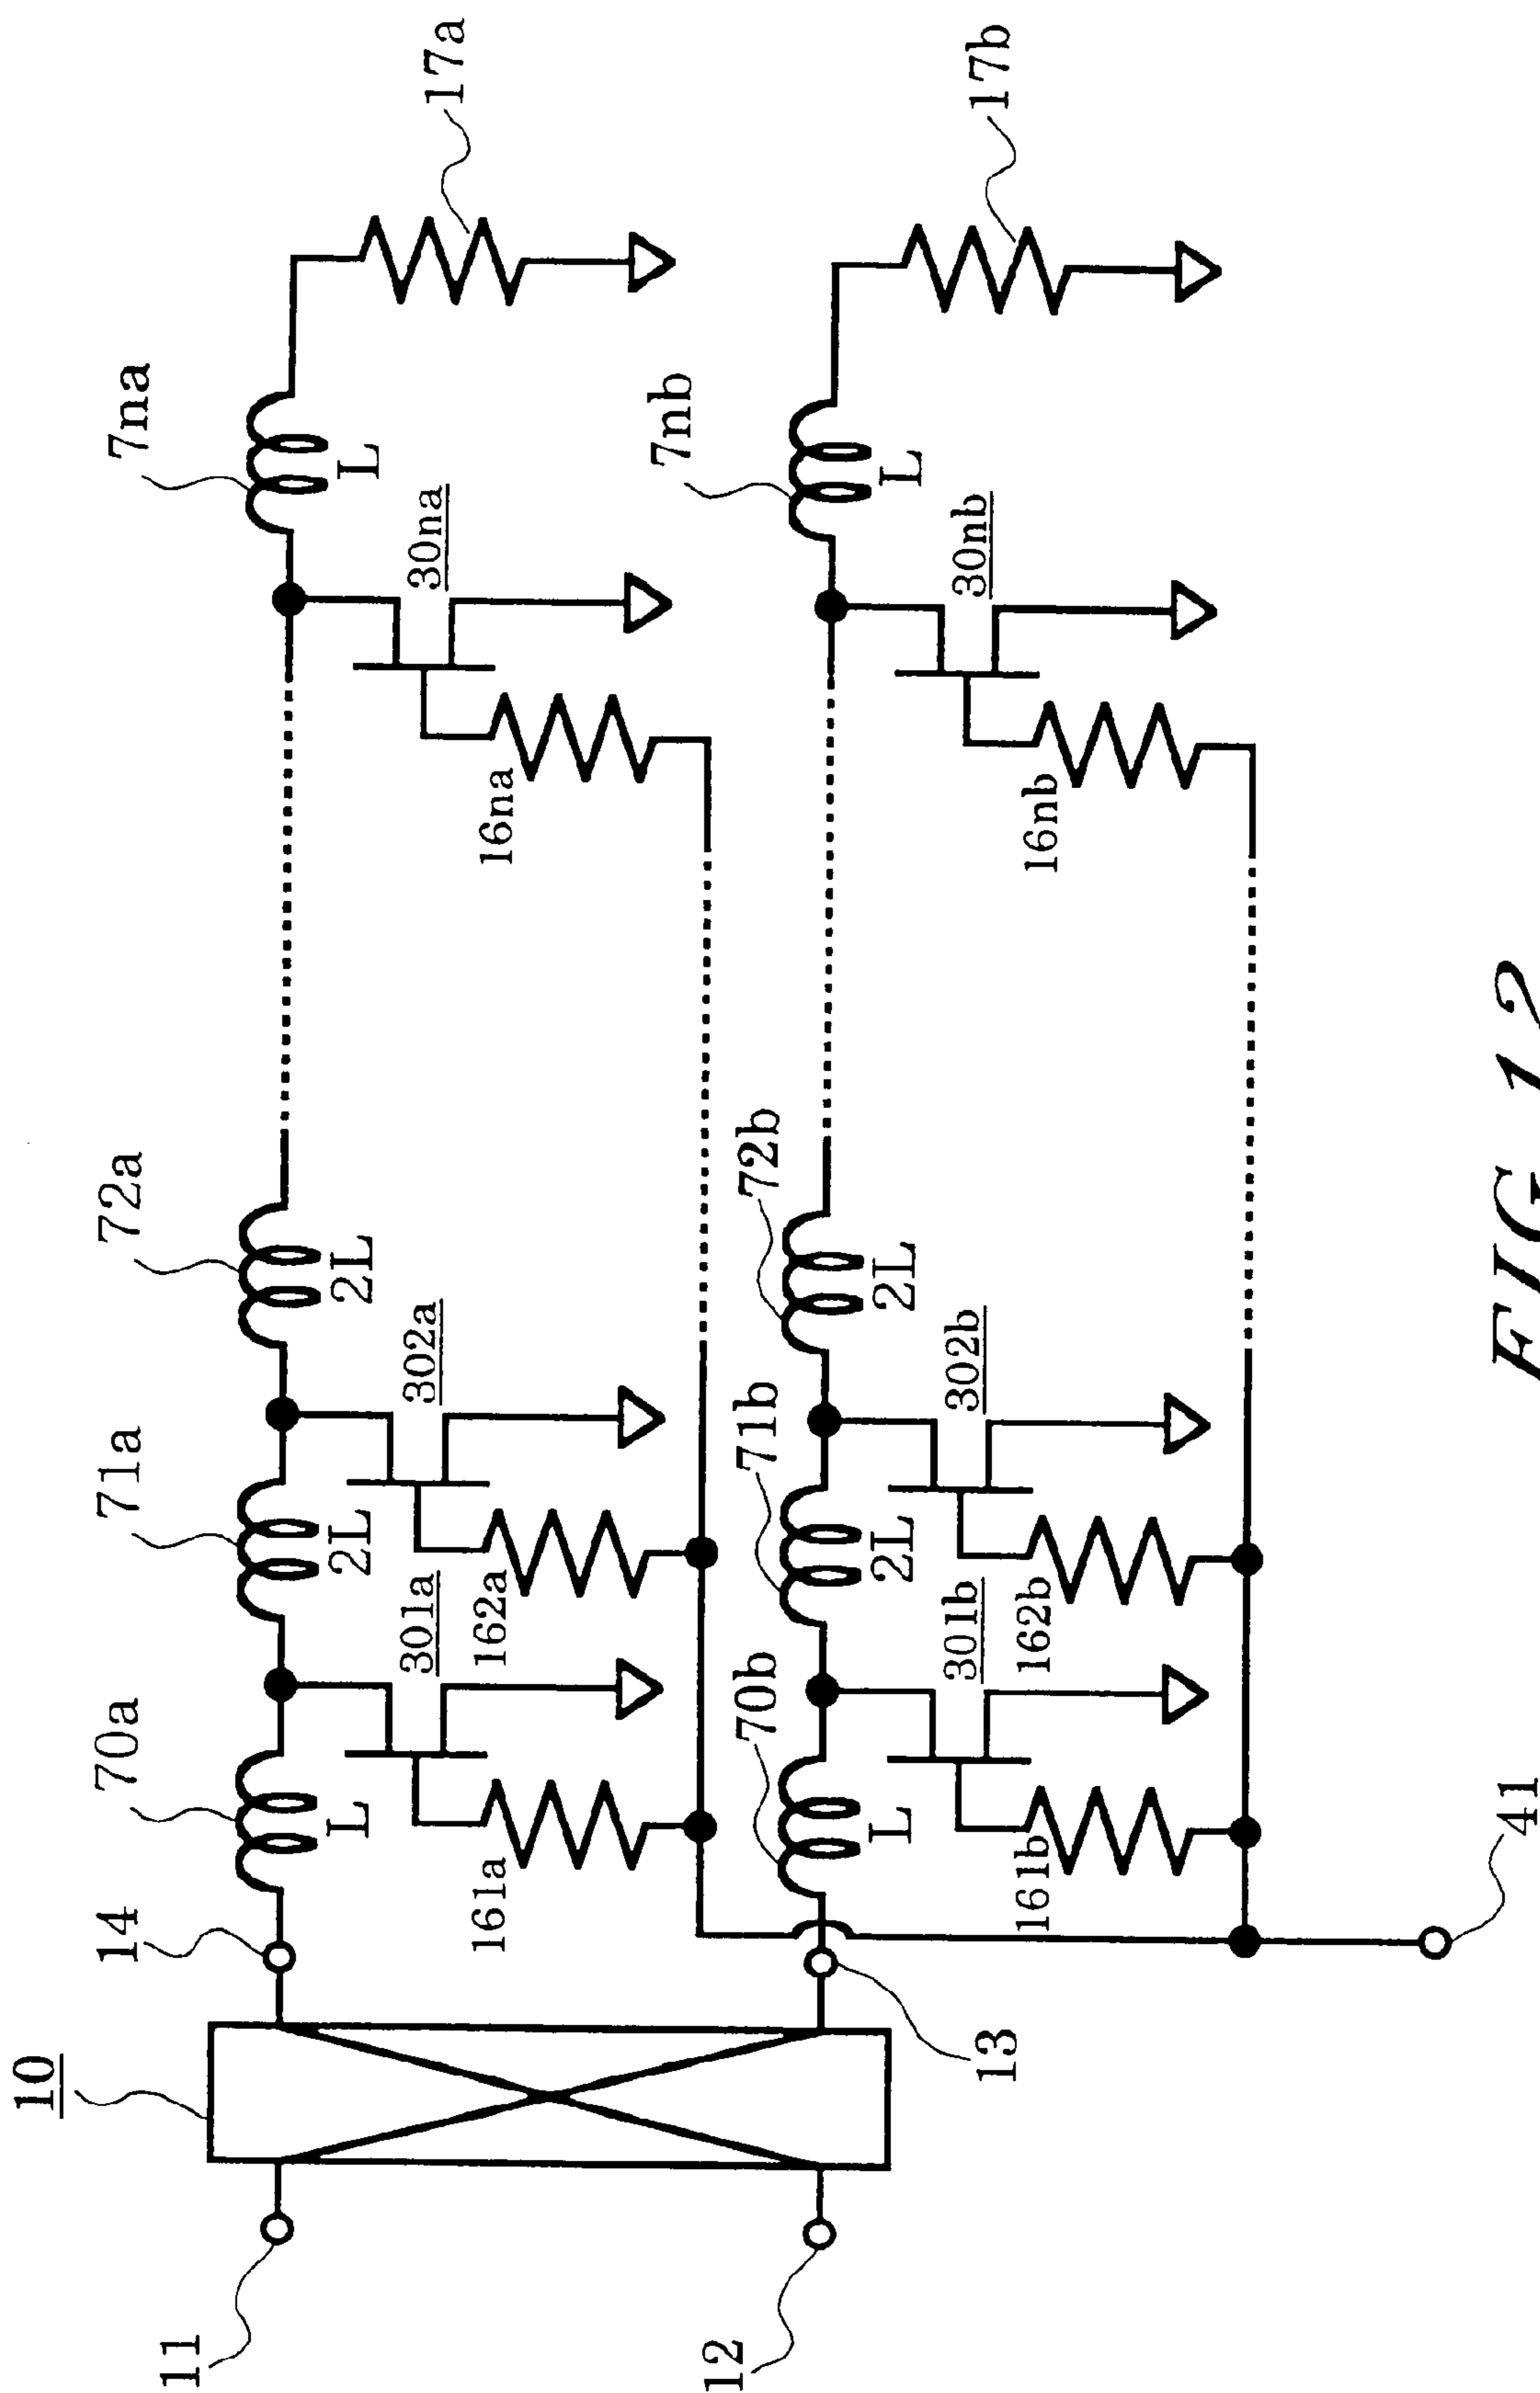 10
11
12
14
13
70a
L
71a
2L
72a
2L
7na
L
17a
301a
161a
302a
162a
30na
16na
70b
L
71b
2L
72b
2L
7nb
L
17b
301b
161b
302b
162b
30nb
16nb
41
FIG. 12